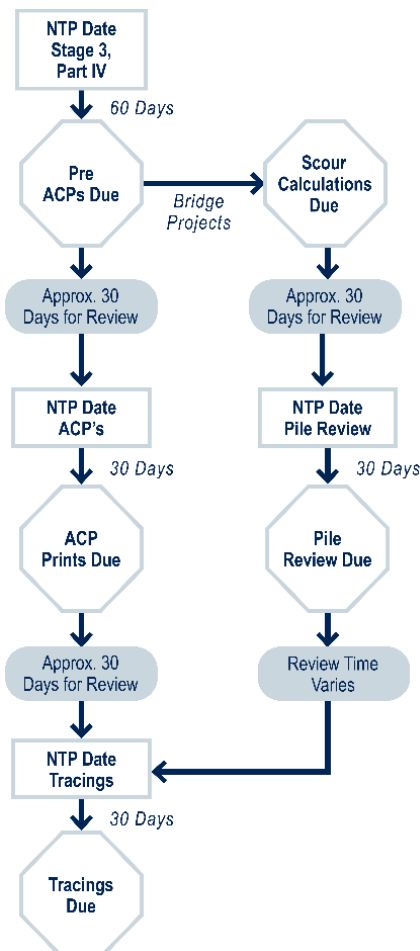 NTP Date
Stage 3,
Part IV
60 Days
Pre
ACPs Due
Bridge
Projects
Scour
Calculations
Due
Approx. 30
Days for Review
Approx. 30
Days for Review
NTP Date
ACP's
NTP Date
Pile Review
30 Days
30 Days
ACP
Prints Due
Pile
Review Due
Approx. 30
Days for Review
Review Time
Varies
NTP Date
Tracings
30 Days
Tracings
Due